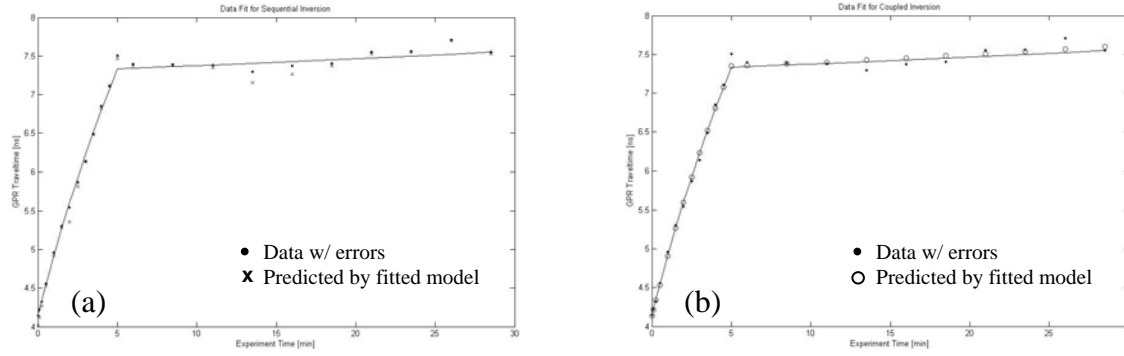 Data Fit for Sequential Inversion
8
7.5
7
6.5
6
5.5
5
4.5
4
GPR Traveltime [ns]
0
5
10
15
20
25
30
Experiment Time [min]
• Data w/ errors
x Predicted by fitted model
(a)
Data Fit for Coupled Inversion
8
7.5
7
6.5
6
5.5
5
4.5
4
GPR Traveltime [ns]
0
5
10
15
20
25
Experiment Time [min]
• Data w/ errors
○ Predicted by fitted model
(b)